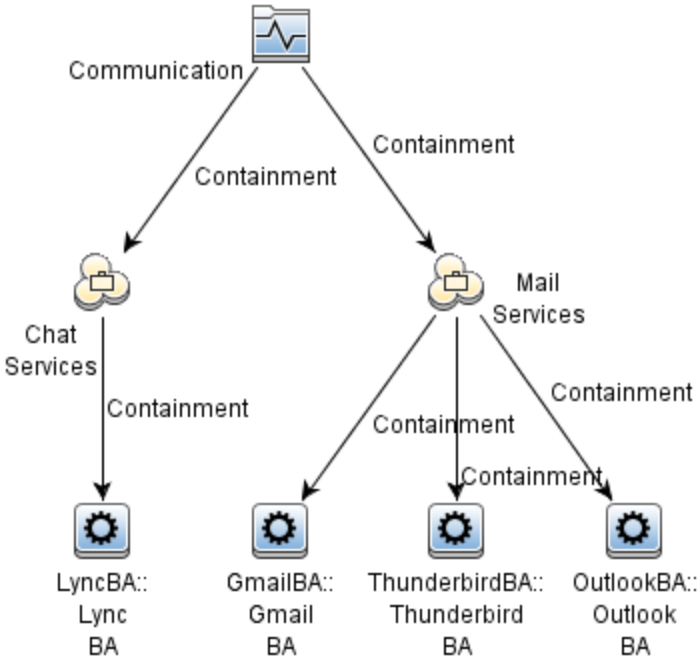 Communication
Containment
Containment
Mail
Services
Chat
Services
Containment
Containment
Containment
Containment
LyncBA::
Lync
BA
GmailBA::
Gmail
BA
ThunderbirdBA::
Thunderbird
BA
OutlookBA::
Outlook
BA